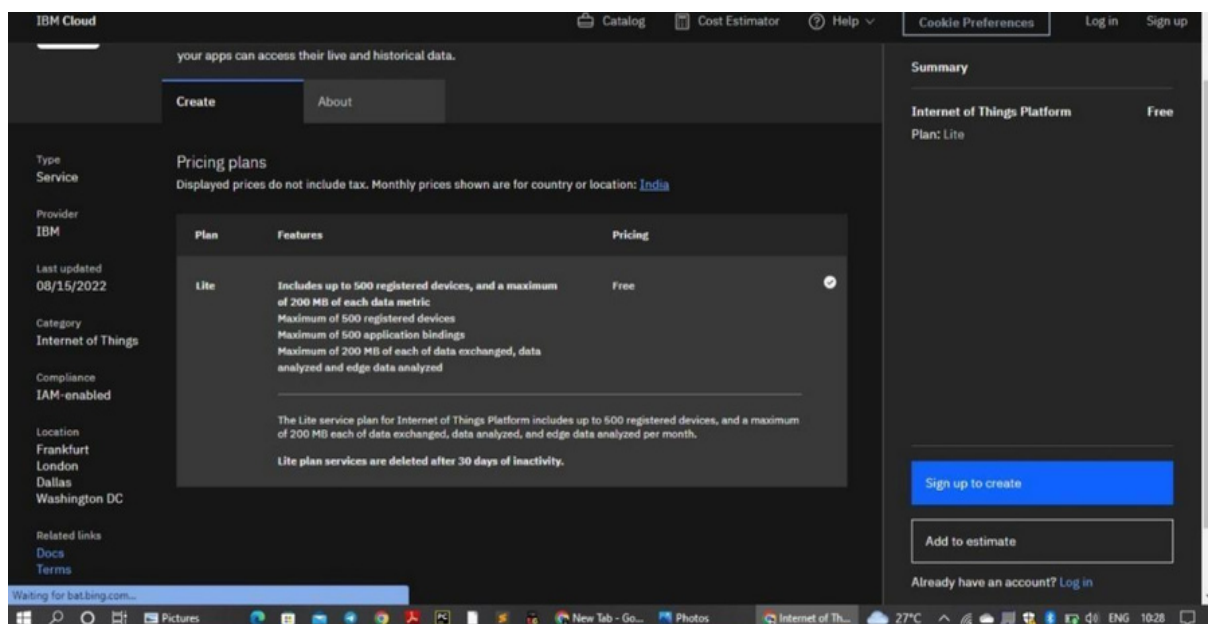 IBM Cloud
Catalog
Cost Estimator
Help
Cookie Preferences
Log in
Sign up
your apps can access their live and historical data.
Create
About
Type
Service
Provider
IBM
Last updated
08/15/2022
Category
Internet of Things
Compliance
IAM-enabled
Location
Frankfurt
London
Dallas
Washington DC
Related links
Docs
Terms
Pricing plans
Displayed prices do not include tax. Monthly prices shown are for country or location: India
Plan Features Pricing
Lite
Includes up to 500 registered devices, and a maximum
of 200 MB of each data metric
Maximum of 500 registered devices
Maximum of 500 application bindings
Maximum of 200 MB of each of data exchanged, data
analyzed and edge data analyzed
Free
The Lite service plan for Internet of Things Platform includes up to 500 registered devices, and a maximum
of 200 MB each of data exchanged, data analyzed, and edge data analyzed per month.
Lite plan services are deleted after 30 days of inactivity.
Summary
Internet of Things Platform Free
Plan: Lite
Sign up to create
Add to estimate
Already have an account? Log in
Waiting for bat.bing.com...
Pictures
New Tab - Go...
Photos
Internet of Th...
27°C
ENG
10:28